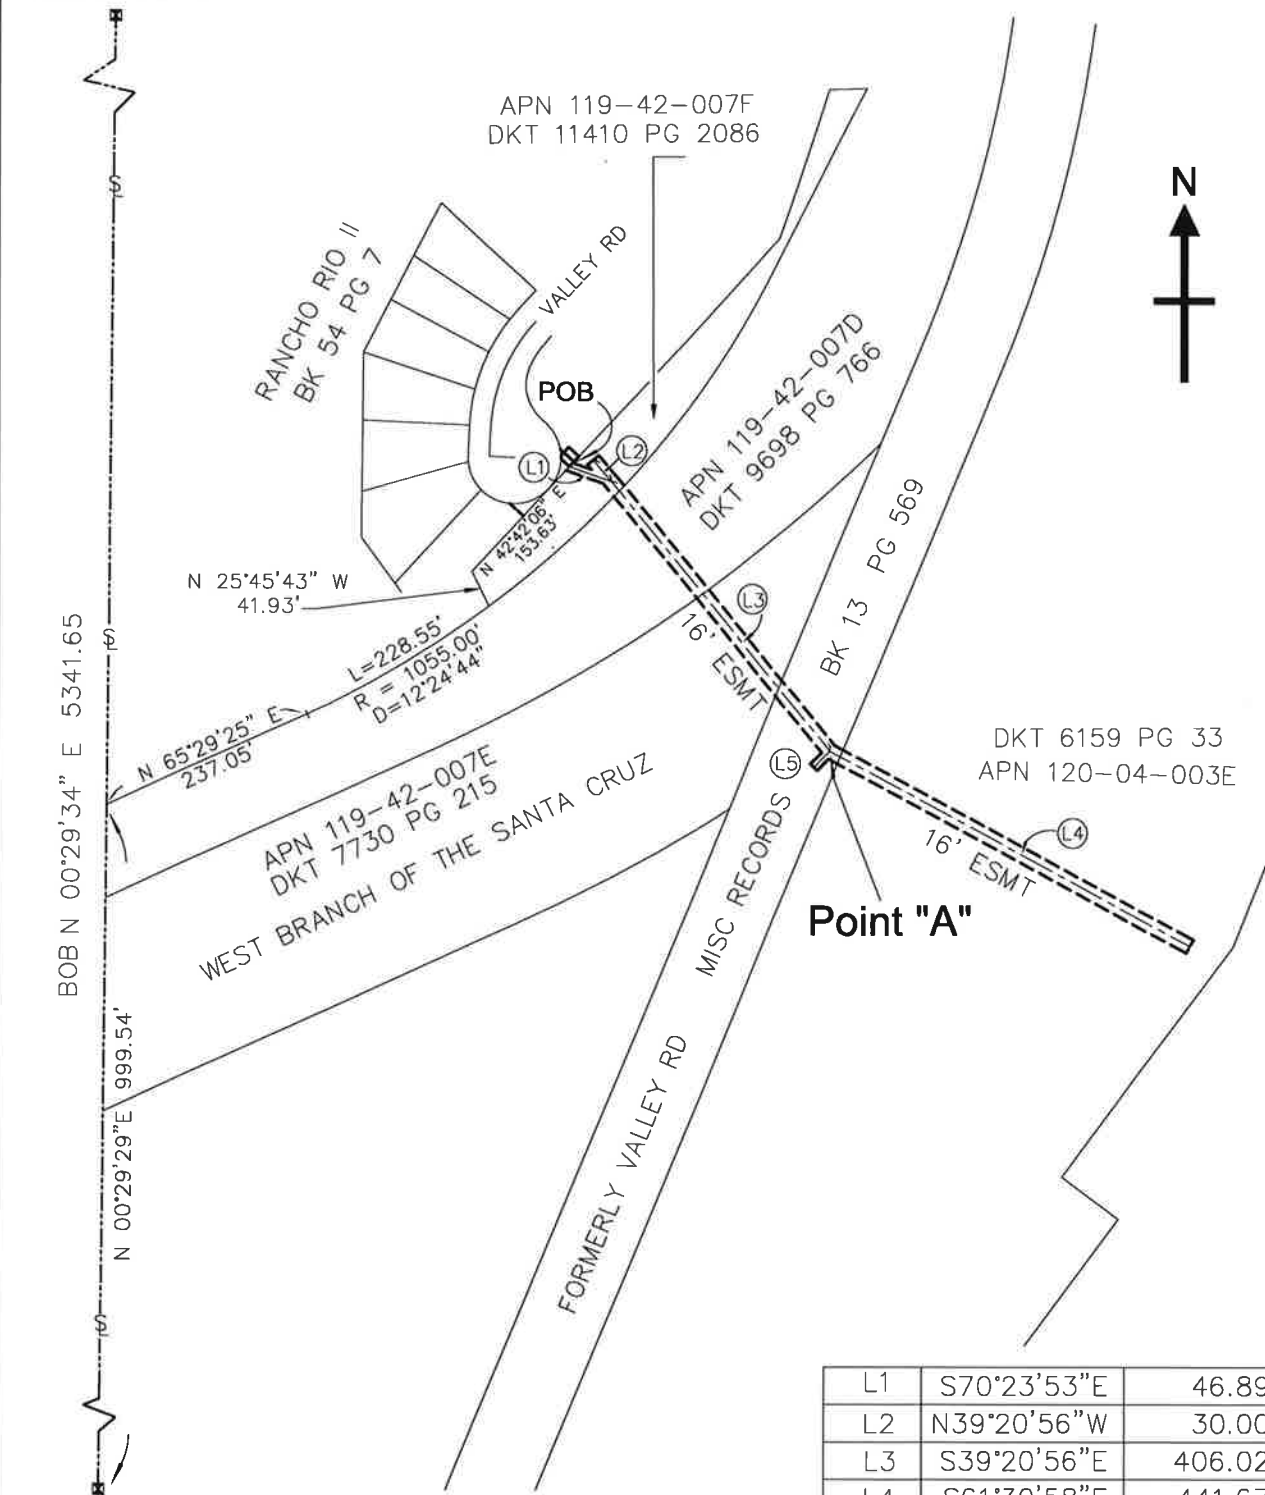 APN 119-42-007F
DKT 11410 PG 2086
N
RANCHO RIO II
BK 54 PG 7
VALLEY RD
POB
L1
L2
APN 119-42-007D
DKT 9698 PG 766
N 42°42'06" E
153.63'
N 25°45'43" W
41.93'
L=228.55'
R = 1055.00'
D=12°24'44"
N 65°29'25" E
237.05'
BOB N 00°29'34" E 5341.65
L3
16' ESMT
BK 13 PG 569
L5
DKT 6159 PG 33
APN 120-04-003E
L4
16' ESMT
Point "A"
APN 119-42-007E
DKT 7730 PG 215
WEST BRANCH OF THE SANTA CRUZ
MISC RECORDS
FORMERLY VALLEY RD
N 00°29'29"E 999.54'
L1 S70°23'53"E 46.89
L2 N39°20'56"W 30.00
L3 S39°20'56"E 406.02
L4